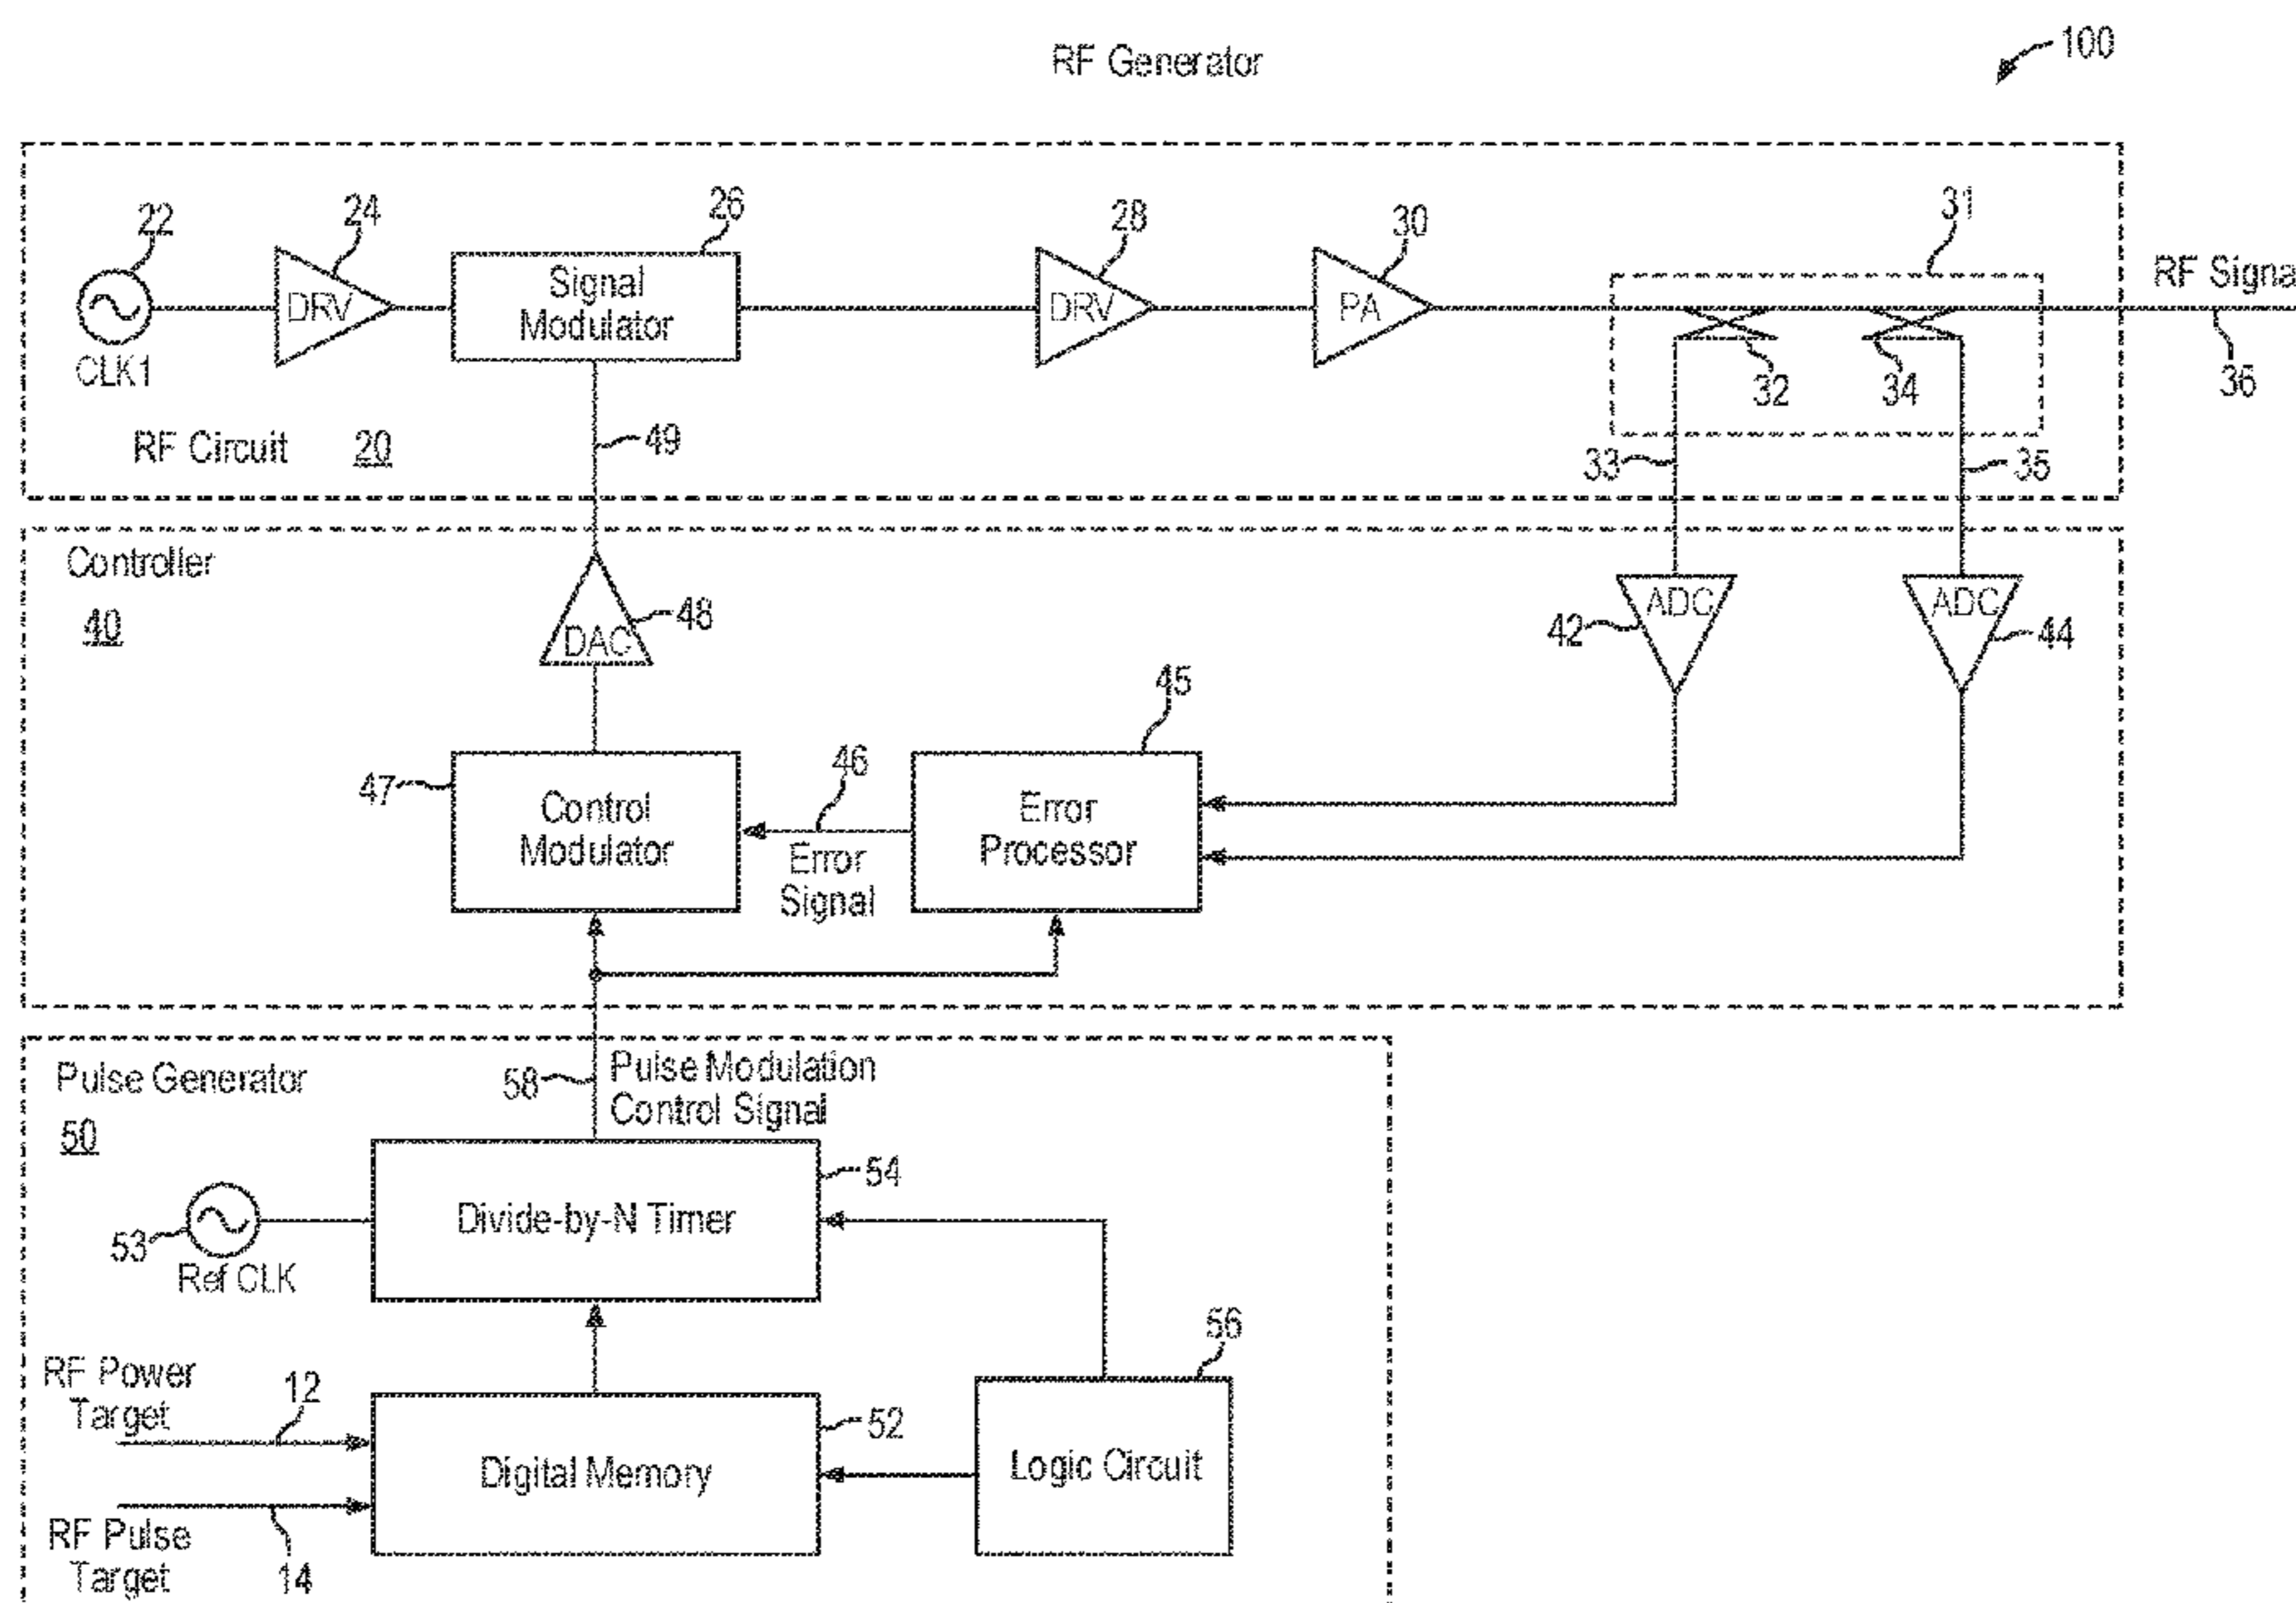 RF Generator
100
22
24
26
28
30
31
CLK1
DRV
Signal
Modulator
DRV
PA
32
34
RF Signa
36
RF Circuit 20
49
33
35
Controller
40
DAC
48
42
ADC
ADC
44
47
Control
Modulator
46
Error
Signal
45
Error
Processor
Pulse Generator
50
58
Pulse Modulation
Control Signal
53
Ref CLK
Divide-by-N Timer
54
RF Power
Target
12
RF Pulse
Target
14
Digital Memory
52
56
Logic Circuit